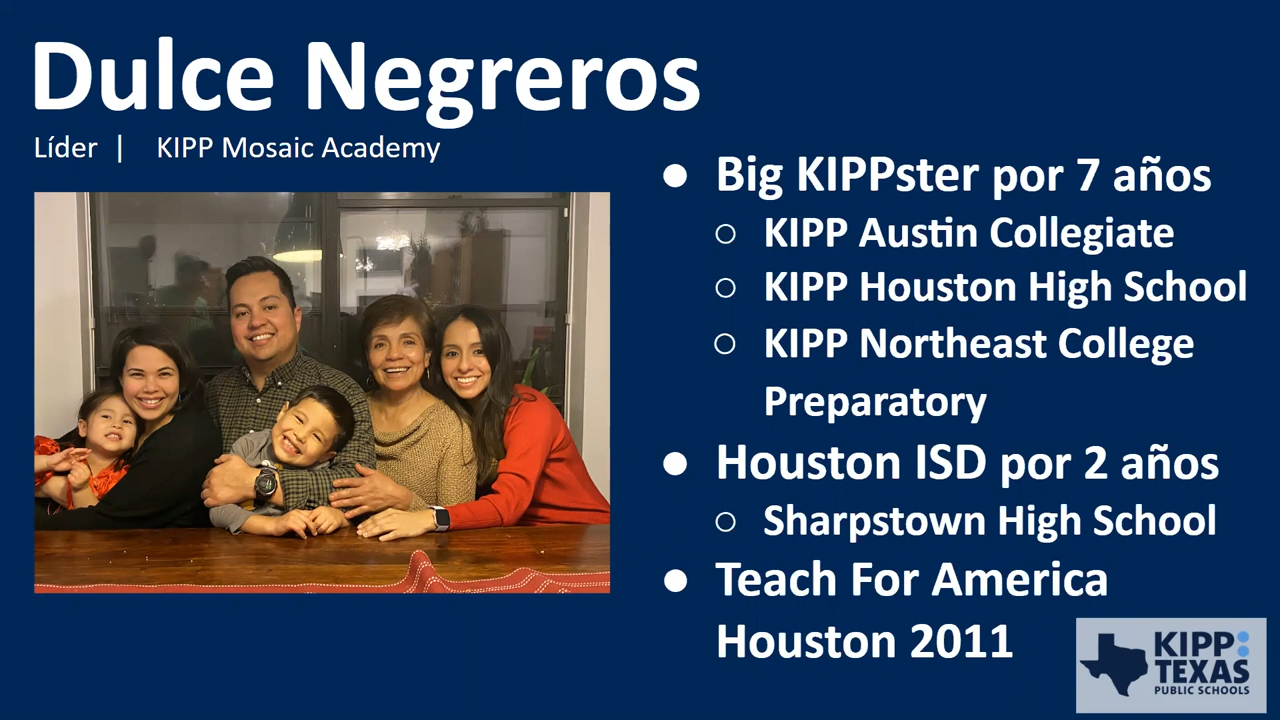 Dulce Negreros
Líder | KIPP Mosaic Academy
● Big KIPPster por 7 años
○ KIPP Austin Collegiate
○ KIPP Houston High School
○ KIPP Northeast College
Preparatory
● Houston ISD por 2 años
○ Sharpstown High School
● Teach For America
Houston 2011
KIPP:
TEXAS
PUBLIC SCHOOLS